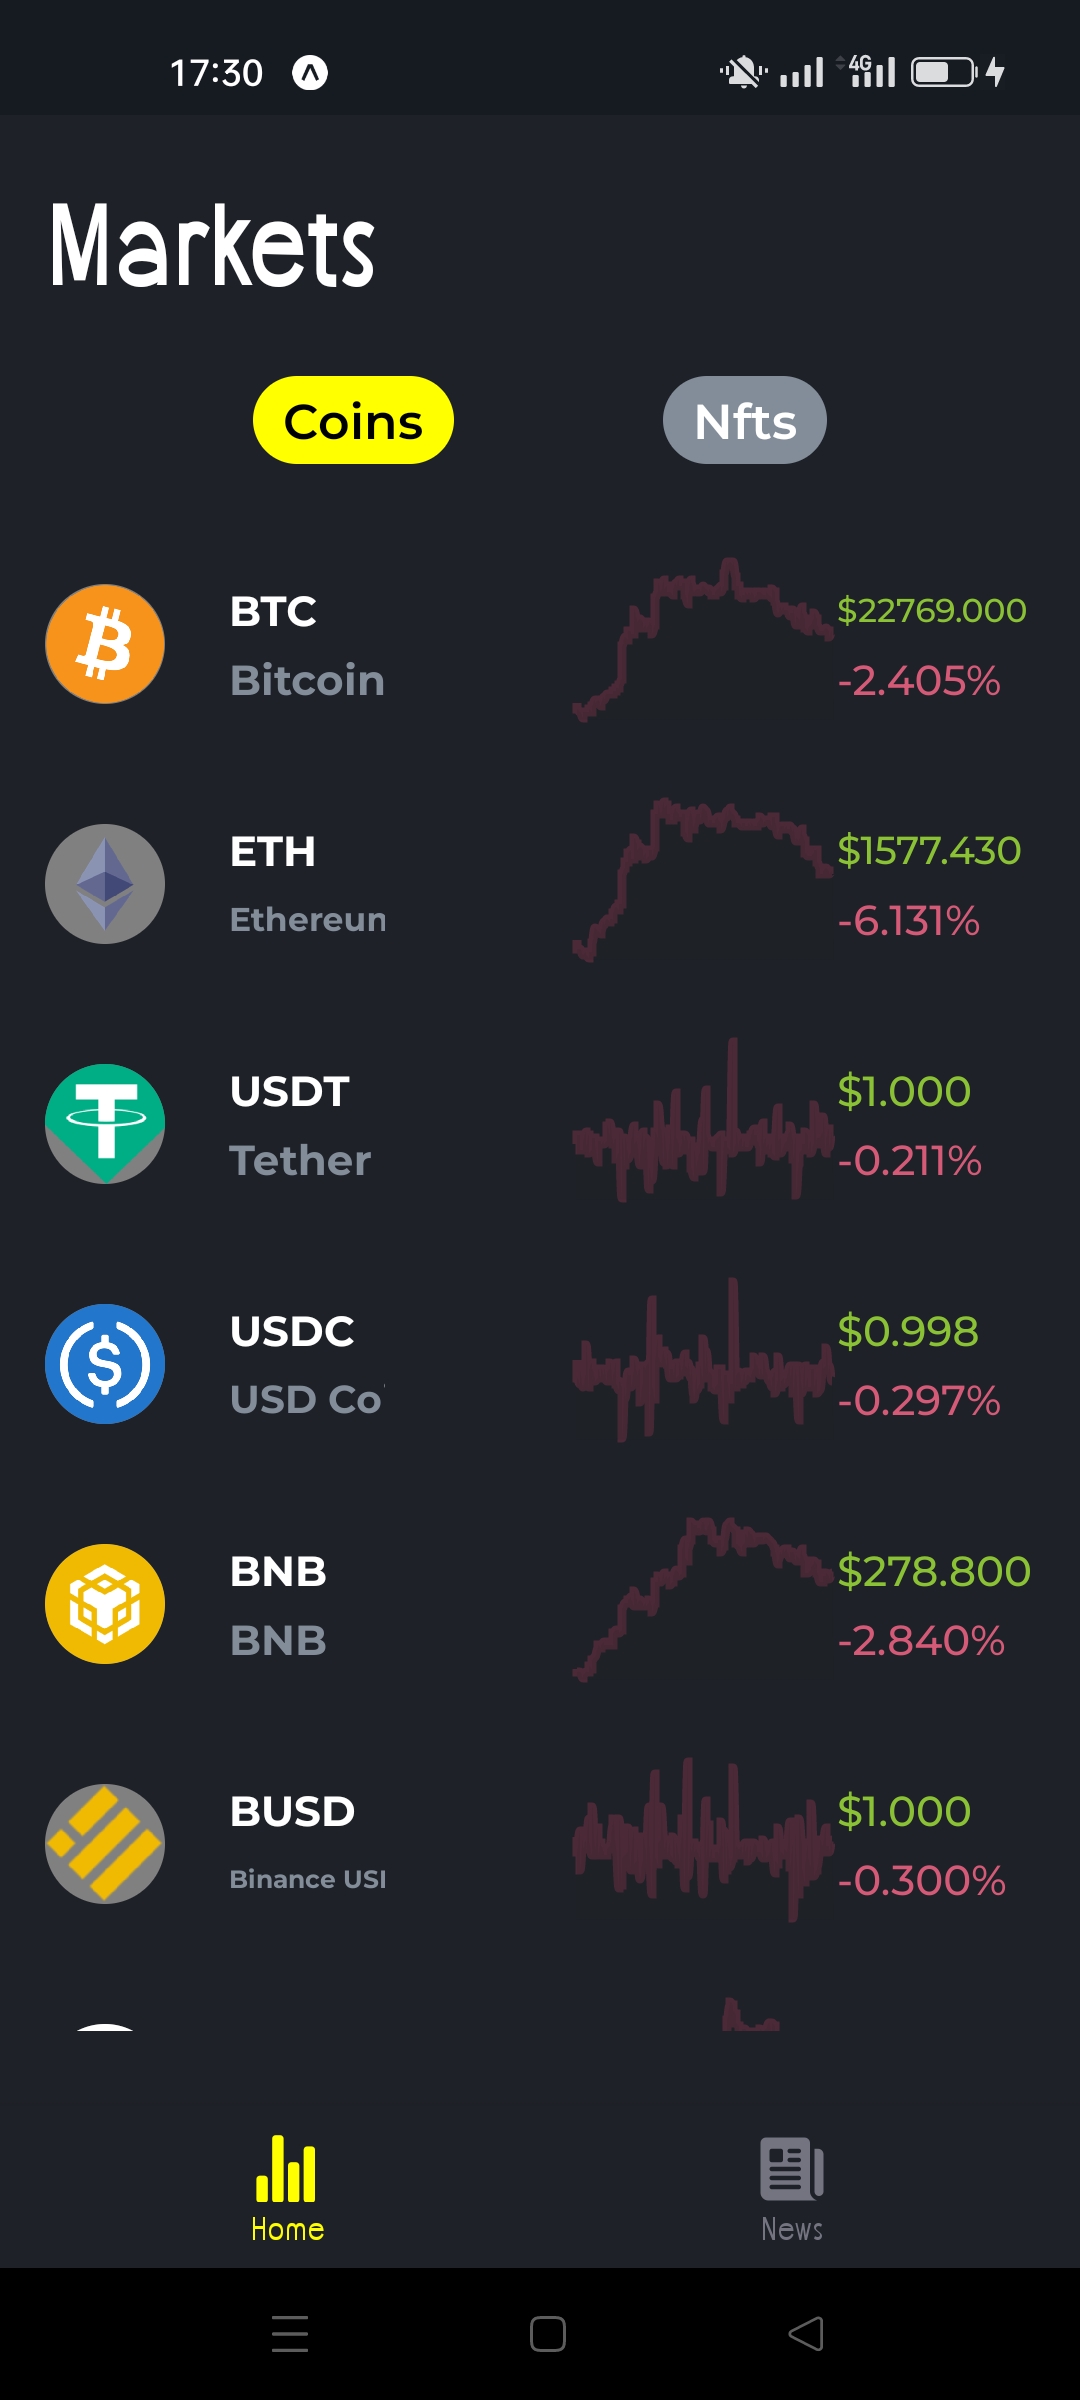 17:30
4G
Markets
Coins
Nfts
BTC
$22769.000
Bitcoin
-2.405%
ETH
$1577.430
Ethereun
-6.131%
USDT
$1.000
Tether
-0.211%
USDC
$0.998
USD Co
-0.297%
BNB
$278.800
BNB
-2.840%
BUSD
$1.000
Binance USI
-0.300%
Home
News